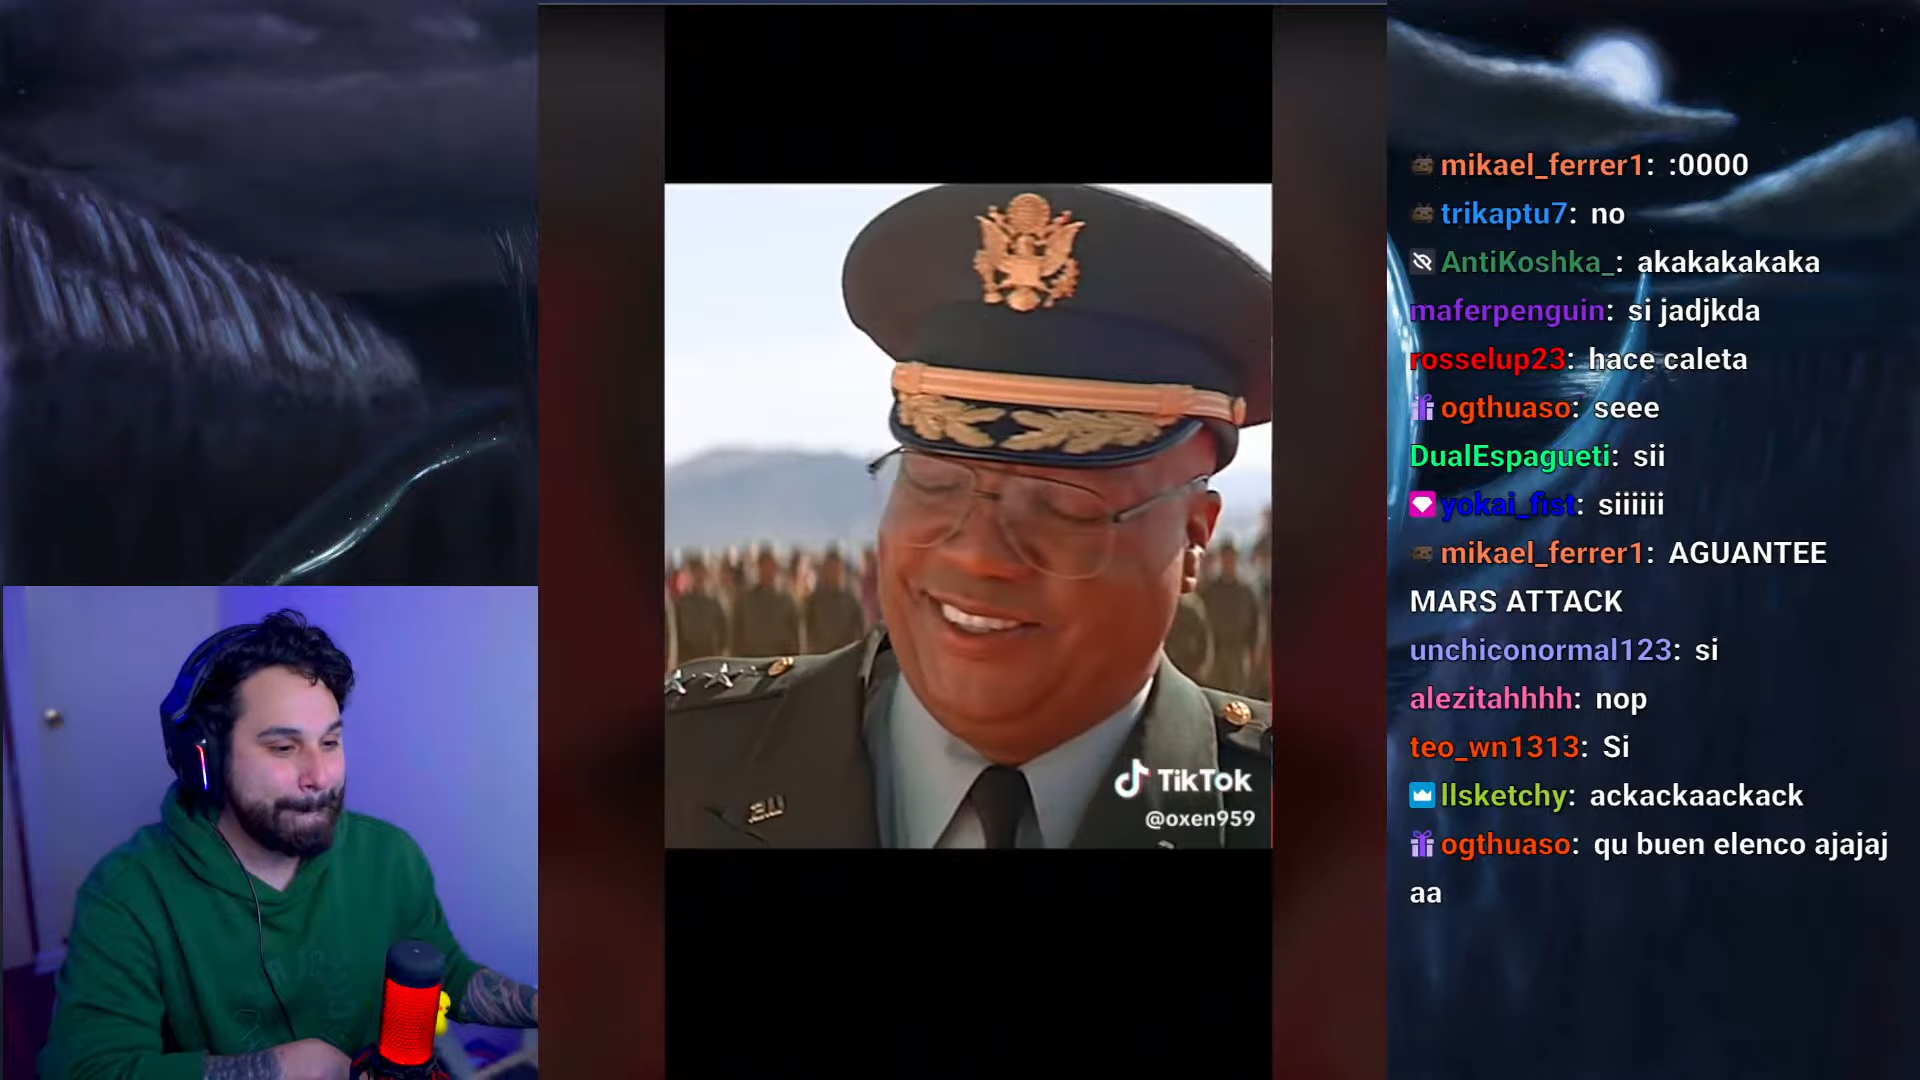 mikael_ferrer1: :0000
trikaptu7: no
AntiKoshka_: akakakakaka
maferpenguin: si jadjkda
rosselup23: hace caleta
ogthuaso: seee
DualEspagueti: sii
yokai_fist: siiiiii
mikael_ferrer1: AGUANTEE
MARS ATTACK
unchiconormal123: si
alezitahhhh: nop
teo_wn1313: Si
llsketchy: ackackaackack
ogthuaso: qu buen elenco ajajaj
aa
TikTok
@oxen959